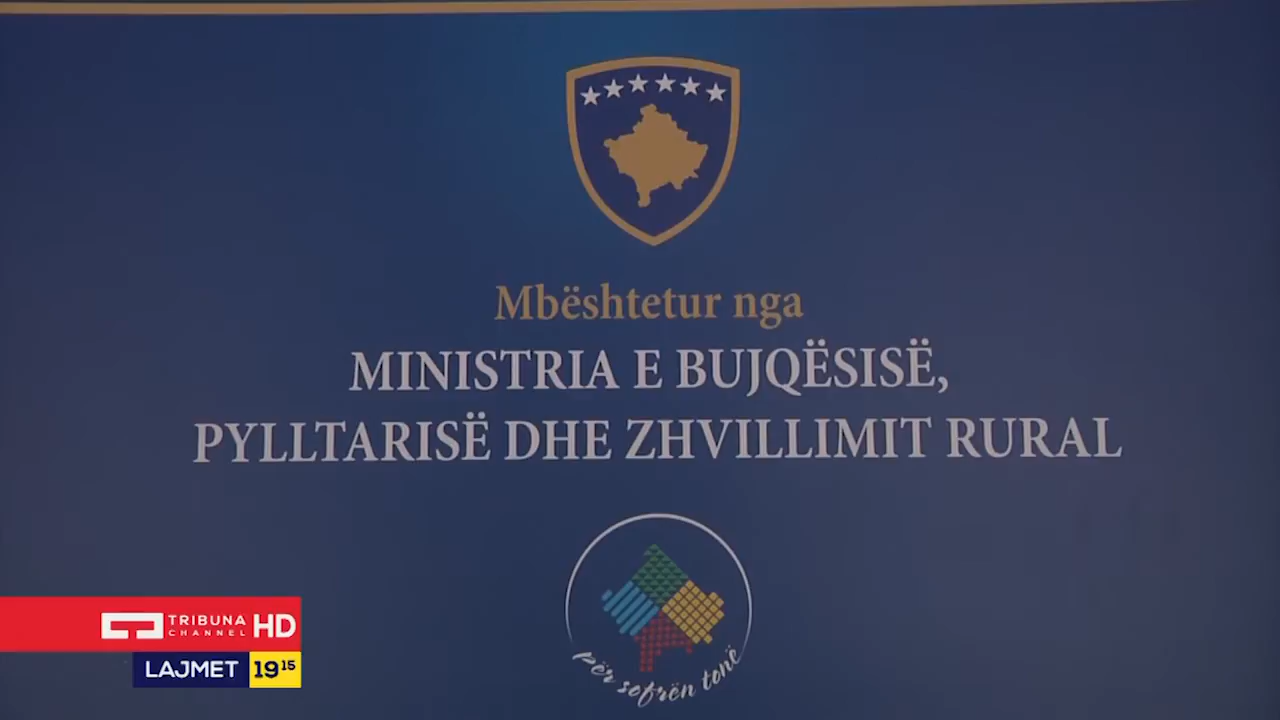 Mbështetur nga
MINISTRIA E BUJQËSISË,
PYLLTARISË DHE ZHVILLIMIT RURAL
për sofrën tonë
TRIBUNA
CHANNEL
HD
LAJMET 19 15